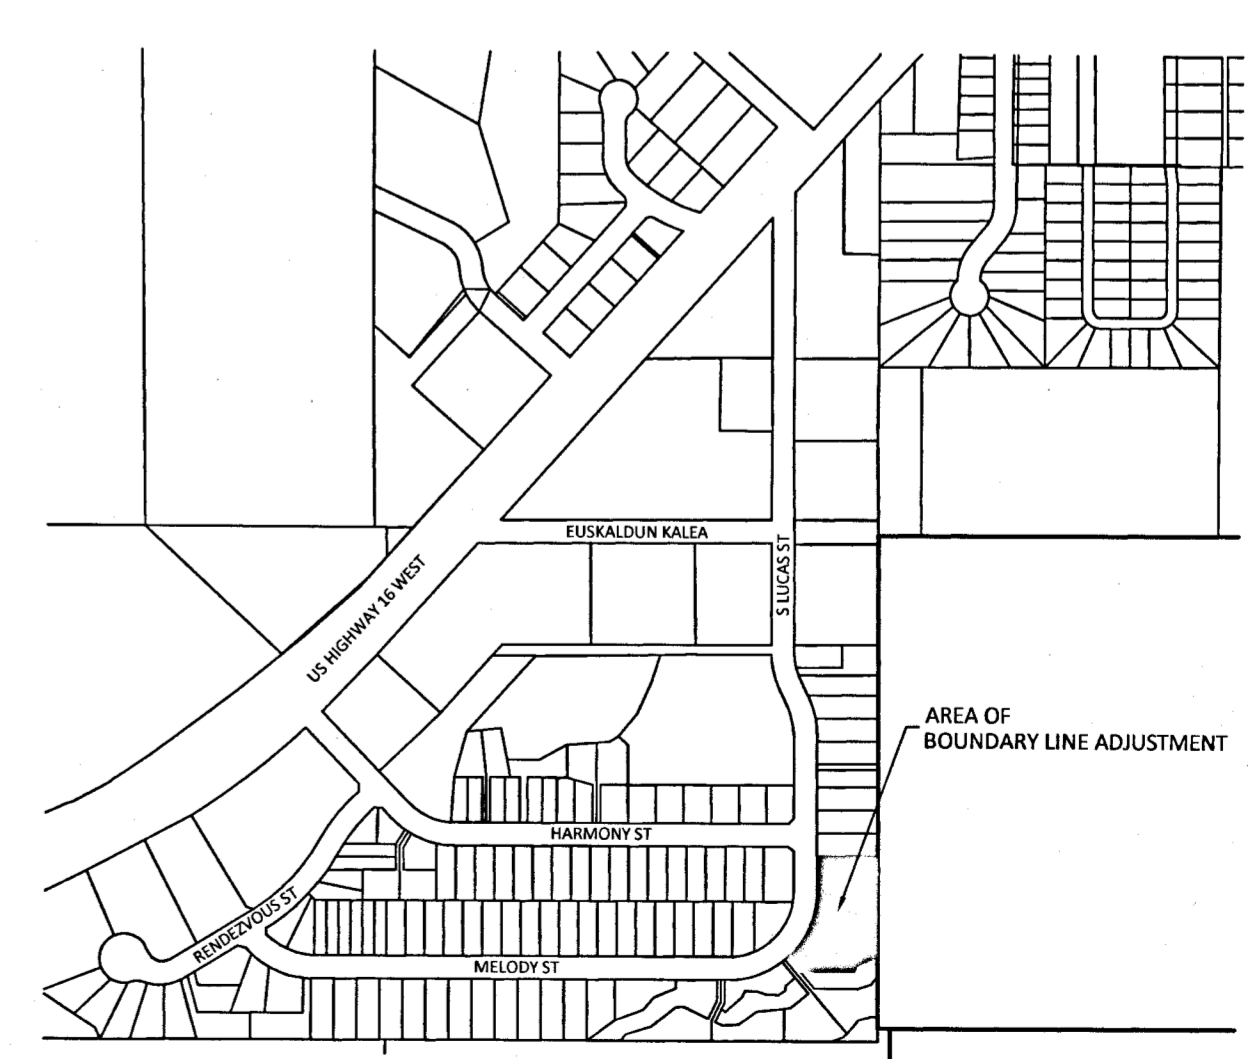 EUSKALDUN KALEA
S LUCAS ST
US HIGHWAY 16 WEST
AREA OF
BOUNDARY LINE ADJUSTMENT
HARMONY ST
RENDEZVOUS ST
MELODY ST